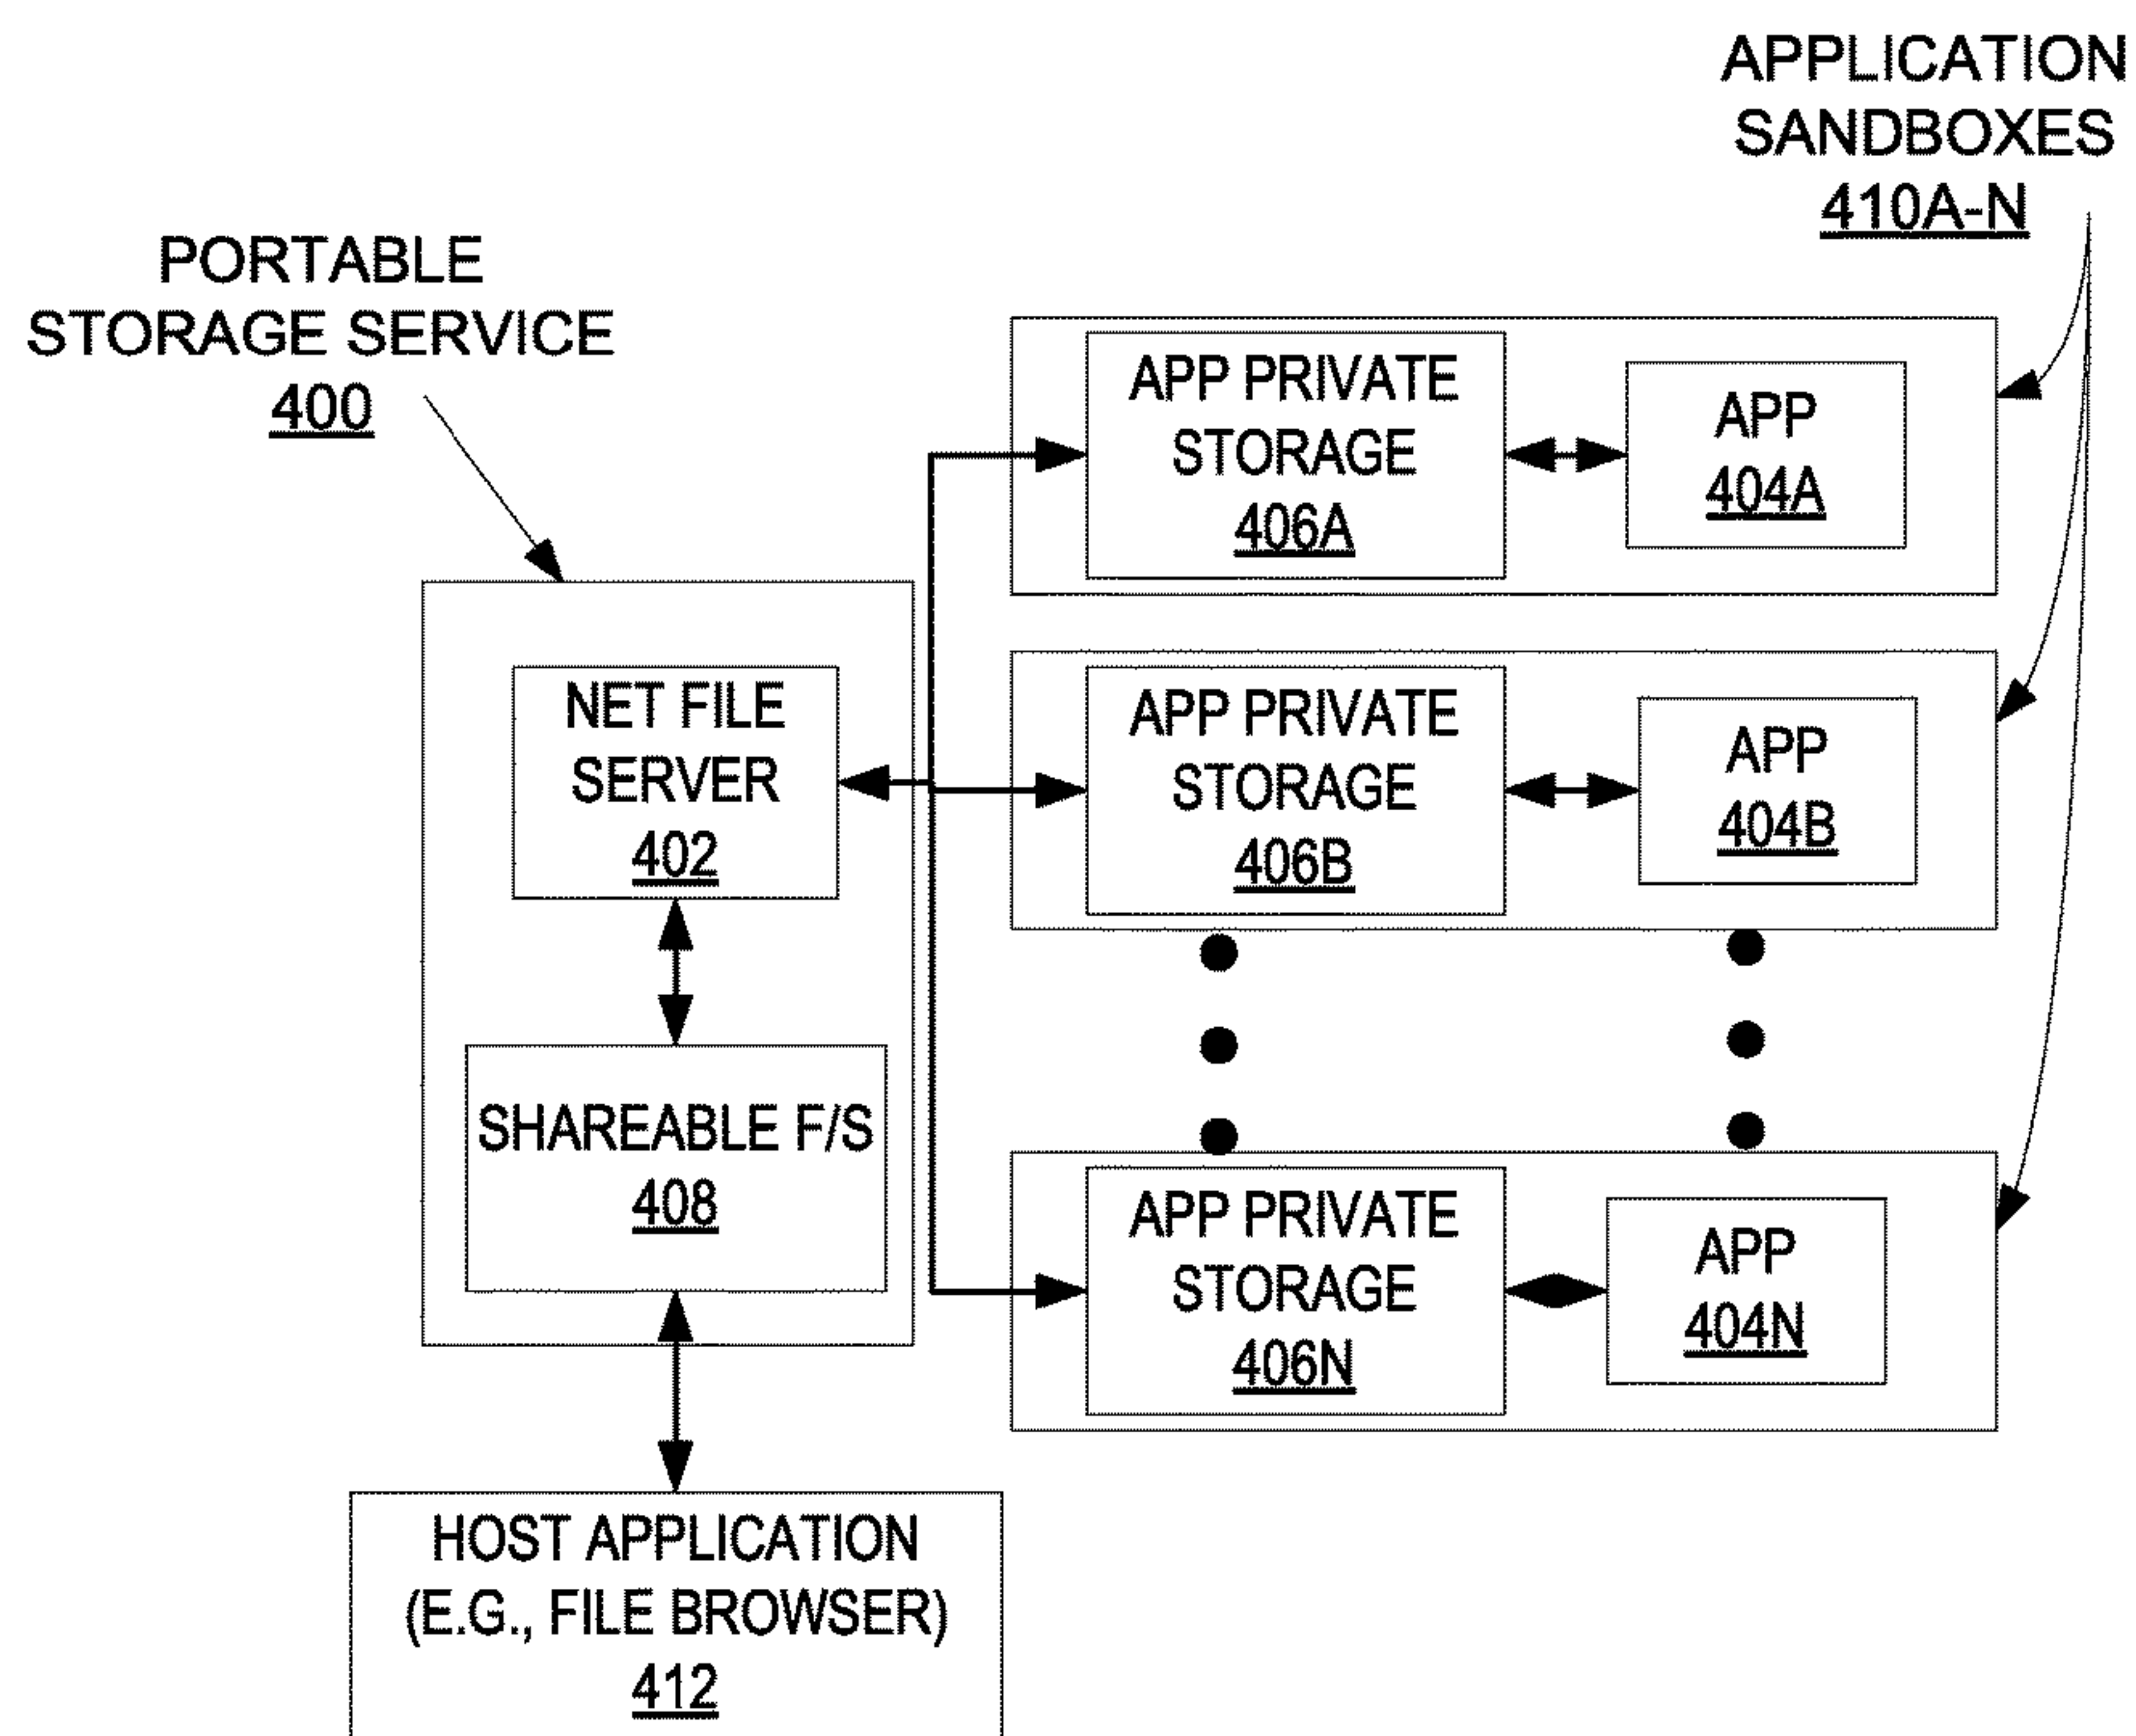 APPLICATION
SANDBOXES
410A-N
PORTABLE
STORAGE SERVICE
400
APP PRIVATE
STORAGE
406A
APP
404A
NET FILE
SERVER
402
APP PRIVATE
STORAGE
406B
APP
404B
SHAREABLE F/S
408
APP PRIVATE
STORAGE
406N
APP
404N
HOST APPLICATION
(E.G., FILE BROWSER)
412